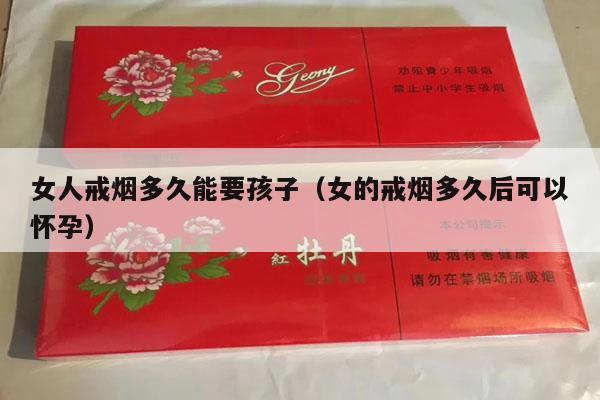 Geony
劝阻青少年吸烟
禁止中小学生吸烟
女人戒烟多久能要孩子（女的戒烟多久后可以
怀孕）
本公司提示
紅 牡丹
吸烟有害健康
请勿在禁烟场所吸烟